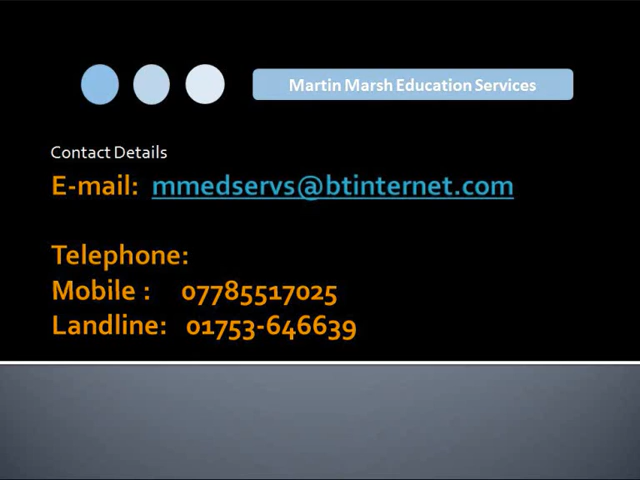 Martin Marsh Education Services
Contact Details
E-mail: mmedservs@btinternet.com
Telephone:
Mobile : 07785517025
Landline: 01753-646639